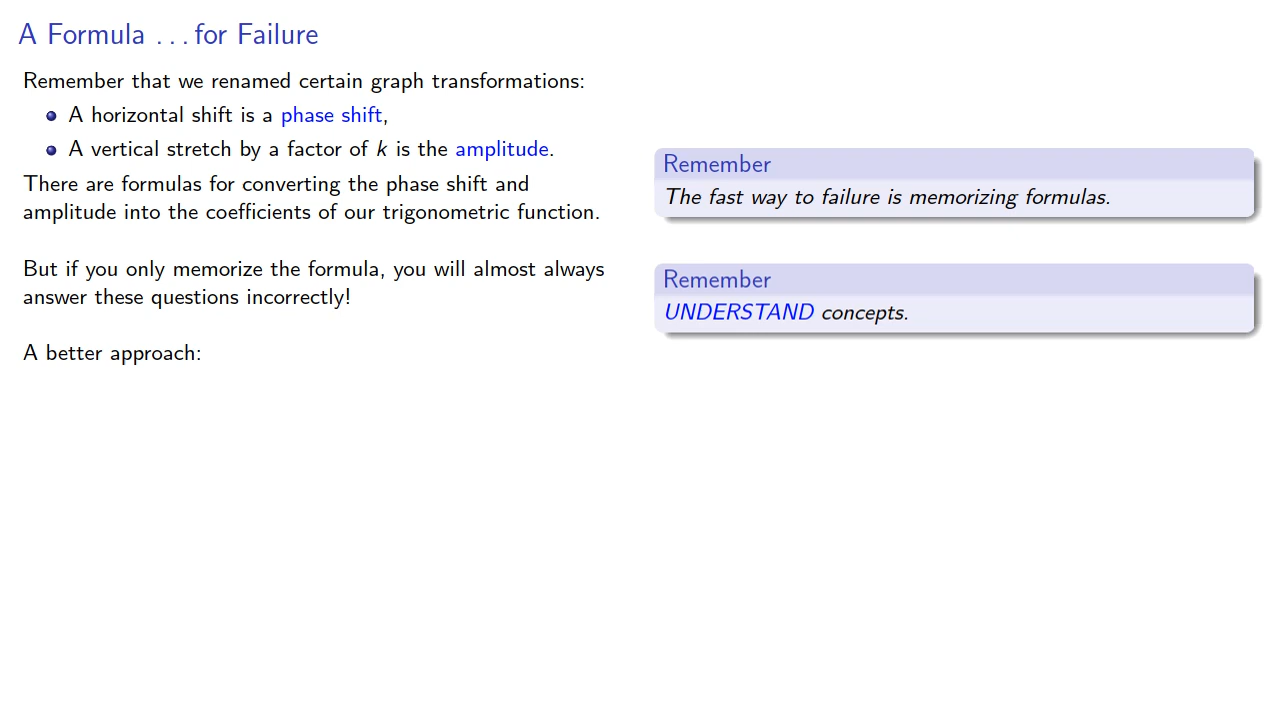 A Formula . . . for Failure
Remember that we renamed certain graph transformations:
A horizontal shift is a phase shift,
A vertical stretch by a factor of k is the amplitude.
There are formulas for converting the phase shift and
amplitude into the coefficients of our trigonometric function.
But if you only memorize the formula, you will almost always
answer these questions incorrectly!
A better approach:
Remember
The fast way to failure is memorizing formulas.
Remember
UNDERSTAND concepts.